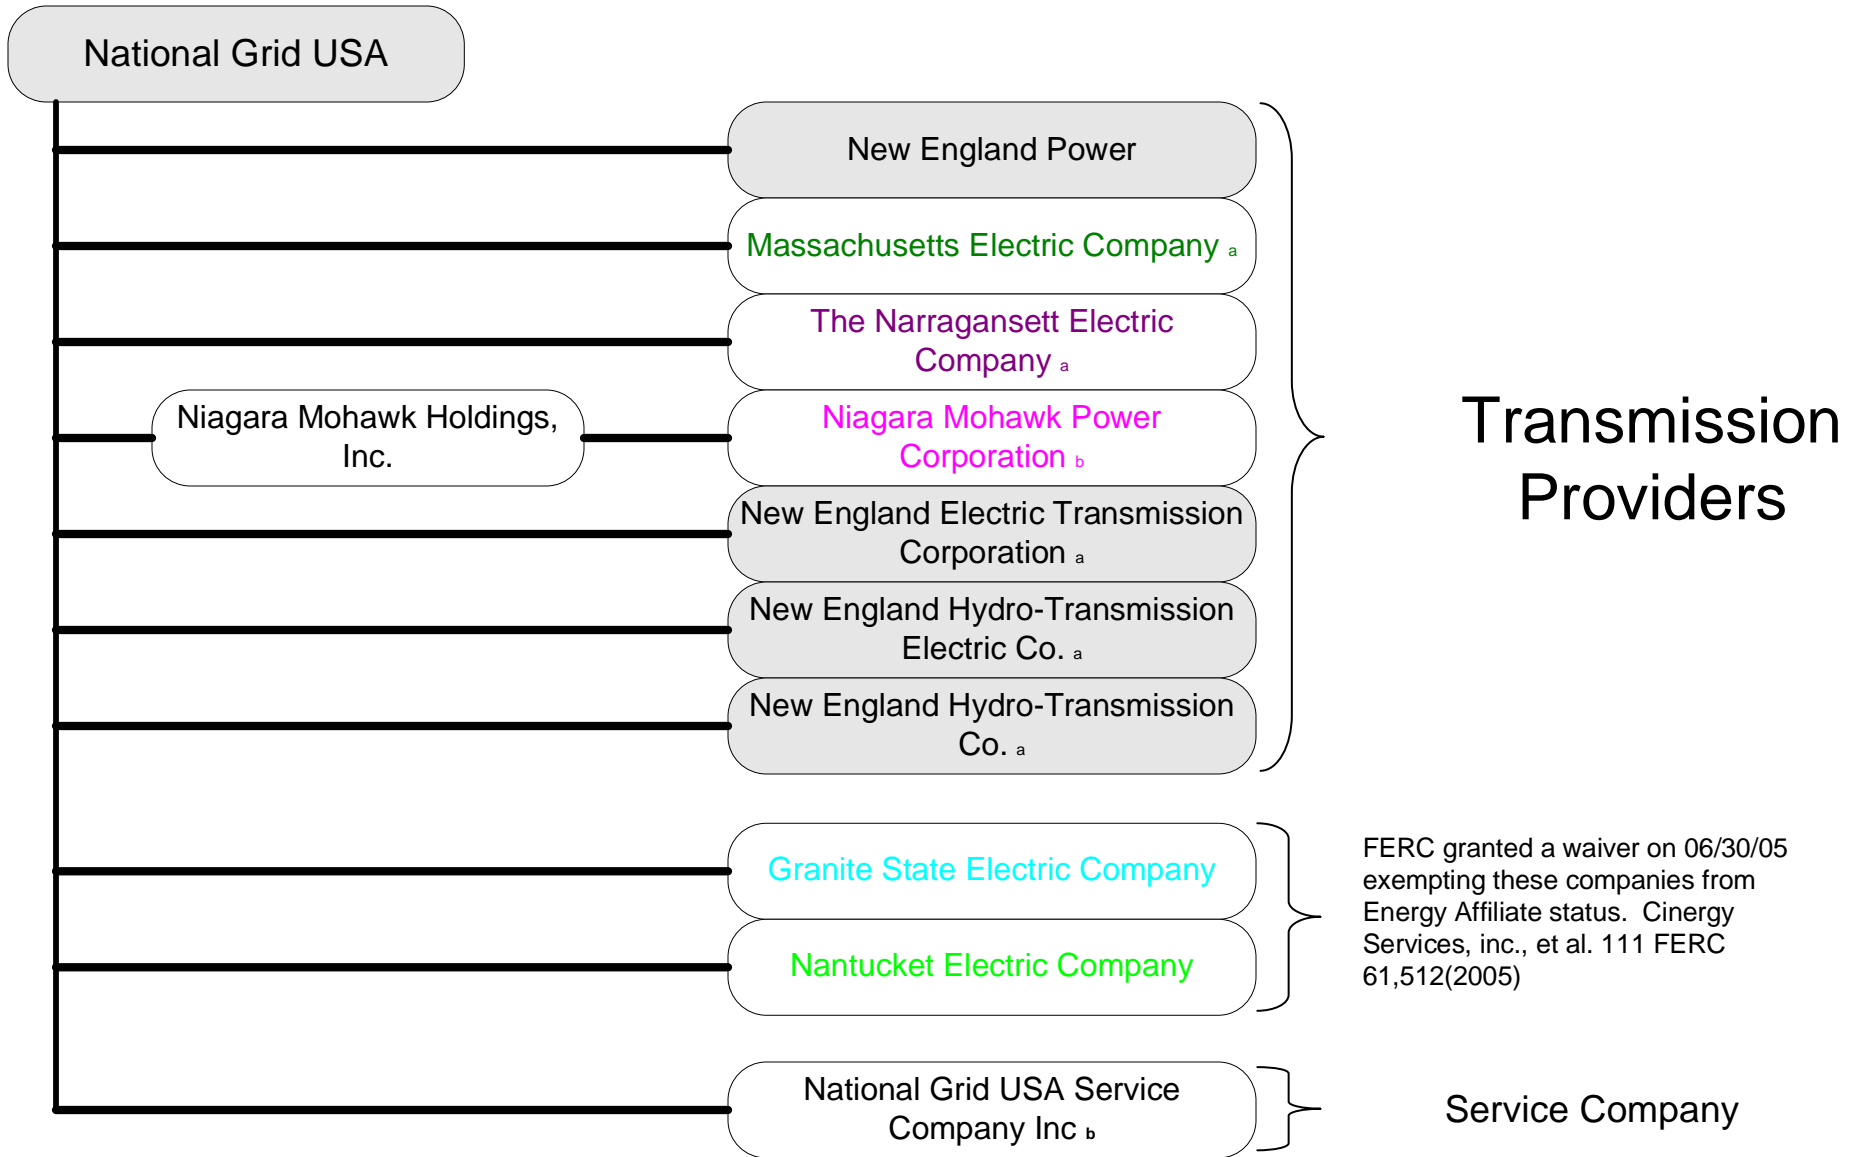 National Grid USA
New England Power
Massachusetts Electric Company a
The Narragansett Electric
Company a
Niagara Mohawk Holdings,
Inc.
Niagara Mohawk Power
Corporation b
New England Electric Transmission
Corporation a
New England Hydro-Transmission
Electric Co. a
New England Hydro-Transmission
Co. a
Transmission
Providers
Granite State Electric Company
Nantucket Electric Company
FERC granted a waiver on 06/30/05
exempting these companies from
Energy Affiliate status.  Cinergy
Services, inc., et al. 111 FERC
61,512(2005)
National Grid USA Service
Company Inc b
Service Company